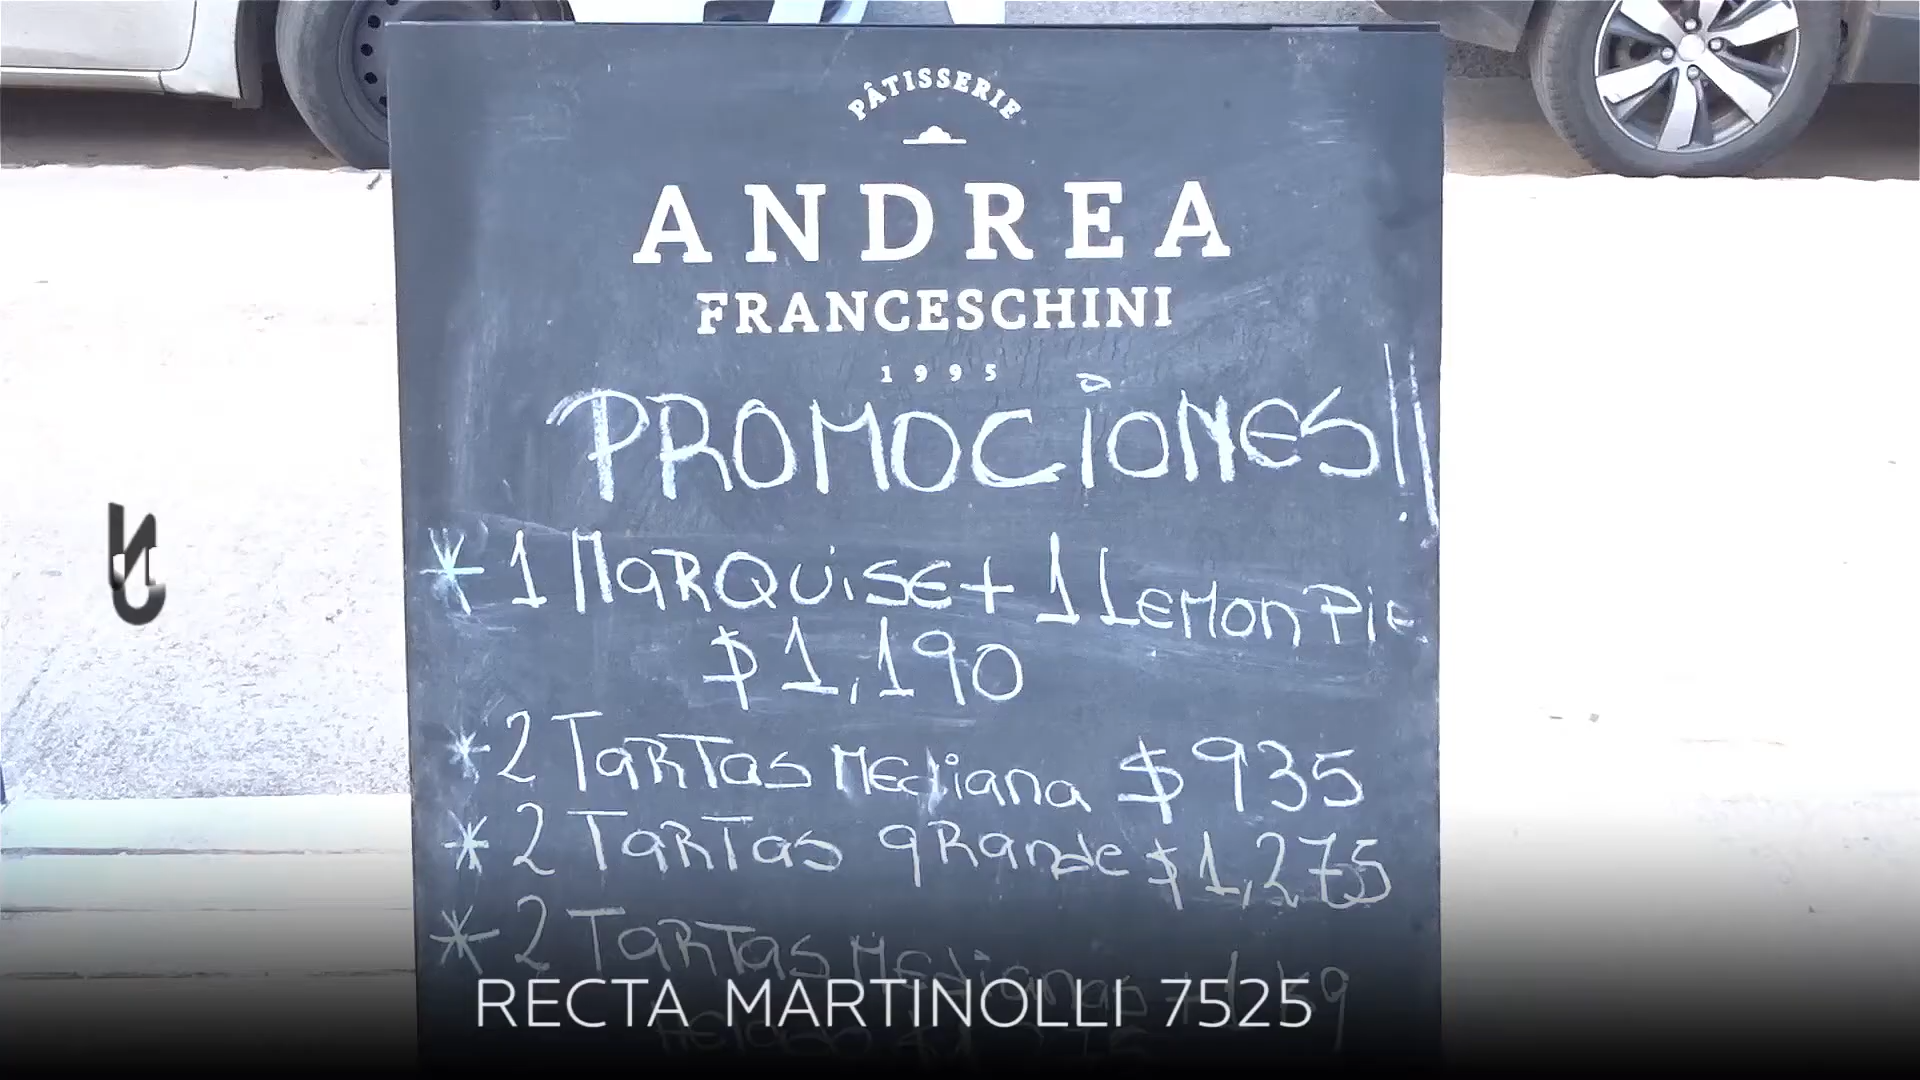 PÂTISSERIE
ANDREA
FRANCESCHINI
1995
PROMOCIONES!!
* 1 MARQUISE + 1 LEMON PIE
$1,190
* 2 TARTAS MEdiana $935
* 2 TARTAS gRANde $1,275
* 2 TARTAS MEdianas
RECTA MARTINOLLI 7525